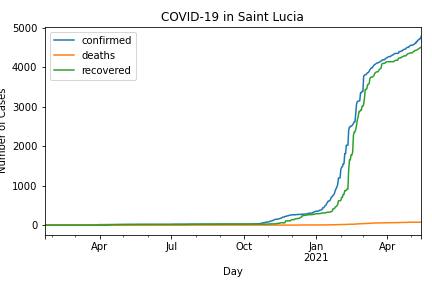 COVID-19 in Saint Lucia
5000
4000
3000
2000
1000
0
Number of Cases
confirmed
deaths
recovered
Apr
Jul
Oct
Jan
2021
Apr
Day